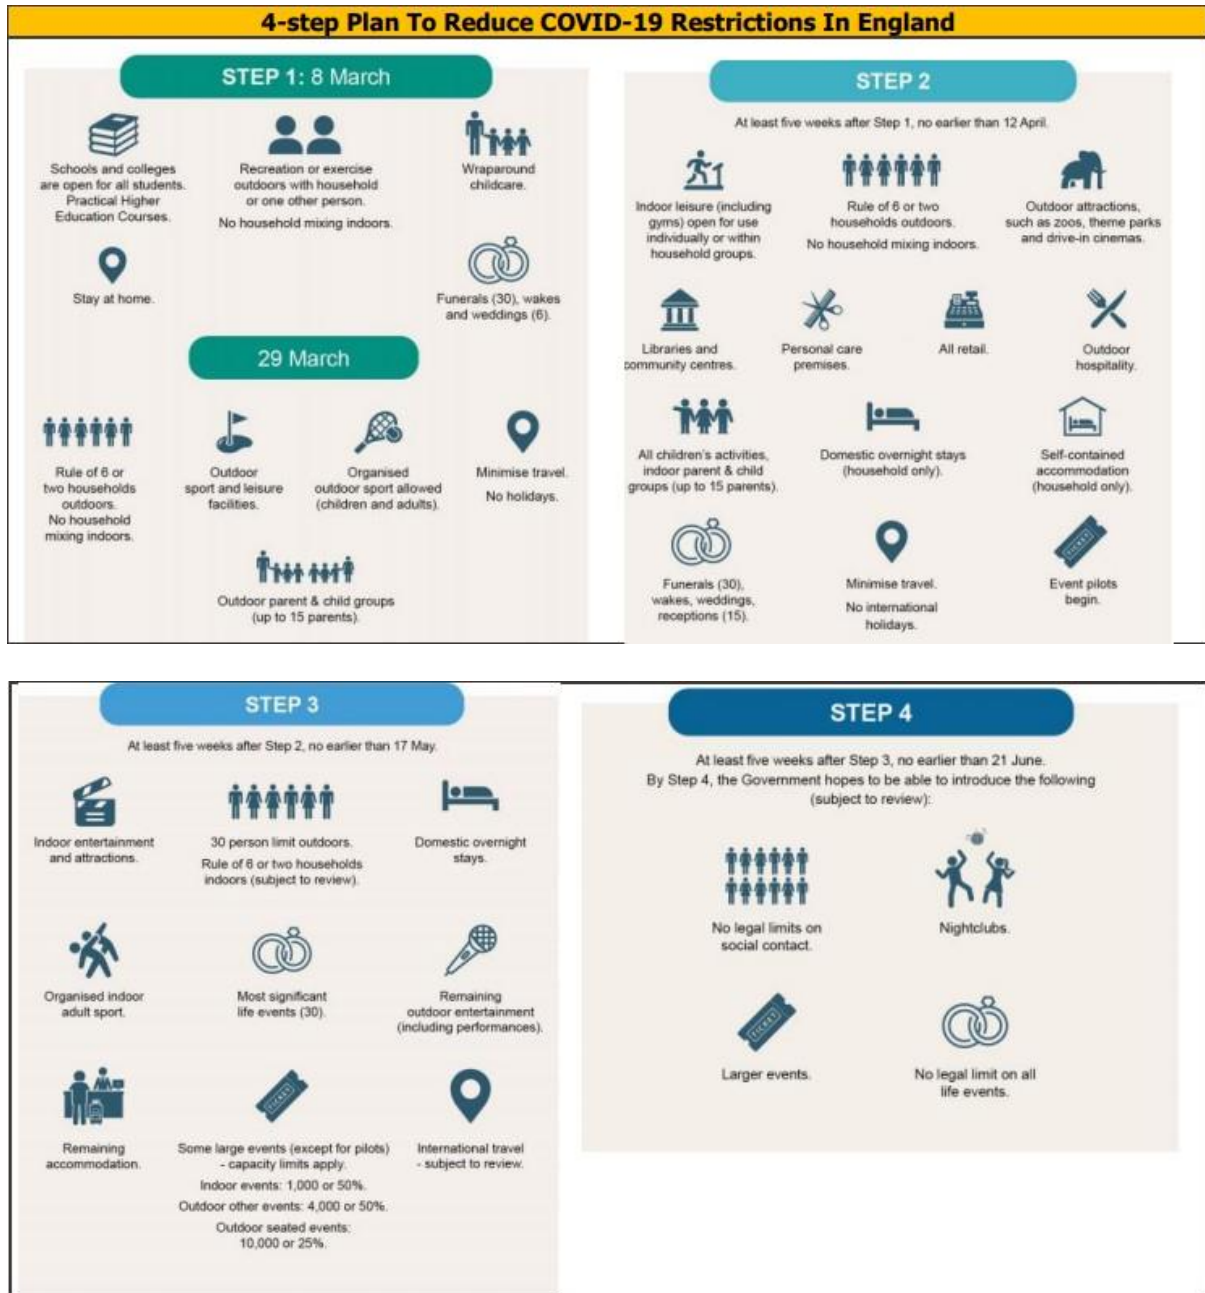 4-step Plan To Reduce COVID-19 Restrictions In England
STEP 1: 8 March
Schools and colleges
are open for all students.
Practical Higher
Education Courses.
Recreation or exercise
outdoors with household
or one other person.
No household mixing indoors.
Wraparound
childcare.
Stay at home.
Funerals (30), wakes
and weddings (6).
29 March
Rule of 6 or
two households
outdoors.
No household
mixing indoors.
Outdoor
sport and leisure
facilities.
Organised
outdoor sport allowed
(children and adults).
Minimise travel.
No holidays.
Outdoor parent & child groups
(up to 15 parents).
STEP 2
At least five weeks after Step 1, no earlier than 12 April.
Indoor leisure (including
gyms) open for use
individually or within
household groups.
Rule of 6 or two
households outdoors.
No household mixing indoors.
Outdoor attractions,
such as zoos, theme parks
and drive-in cinemas.
Libraries and
community centres.
Personal care
premises.
All retail.
Outdoor
hospitality.
All children's activities,
indoor parent & child
groups (up to 15 parents).
Domestic overnight stays
(household only).
Self-contained
accommodation
(household only).
Funerals (30),
wakes, weddings,
receptions (15).
Minimise travel.
No international
holidays.
TICKET
Event pilots
begin.
STEP 3
At least five weeks after Step 2, no earlier than 17 May.
Indoor entertainment
and attractions.
30 person limit outdoors.
Rule of 6 or two households
indoors (subject to review).
Domestic overnight
stays.
Organised indoor
adult sport.
Most significant
life events (30).
Remaining
outdoor entertainment
(including performances).
Remaining
accommodation.
TICKET
Some large events (except for pilots)
- capacity limits apply.
Indoor events: 1,000 or 50%.
Outdoor other events: 4,000 or 50%.
Outdoor seated events:
10,000 or 25%.
International travel
- subject to review.
STEP 4
At least five weeks after Step 3, no earlier than 21 June.
By Step 4, the Government hopes to be able to introduce the following
(subject to review):
No legal limits on
social contact.
Nightclubs.
TICKET
Larger events.
No legal limit on all
life events.